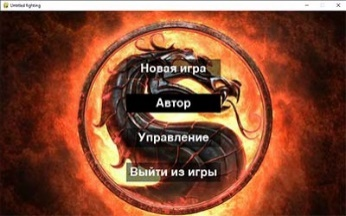 Untitled fighting
Новая игра
Автор
Управление
Выйти из игры